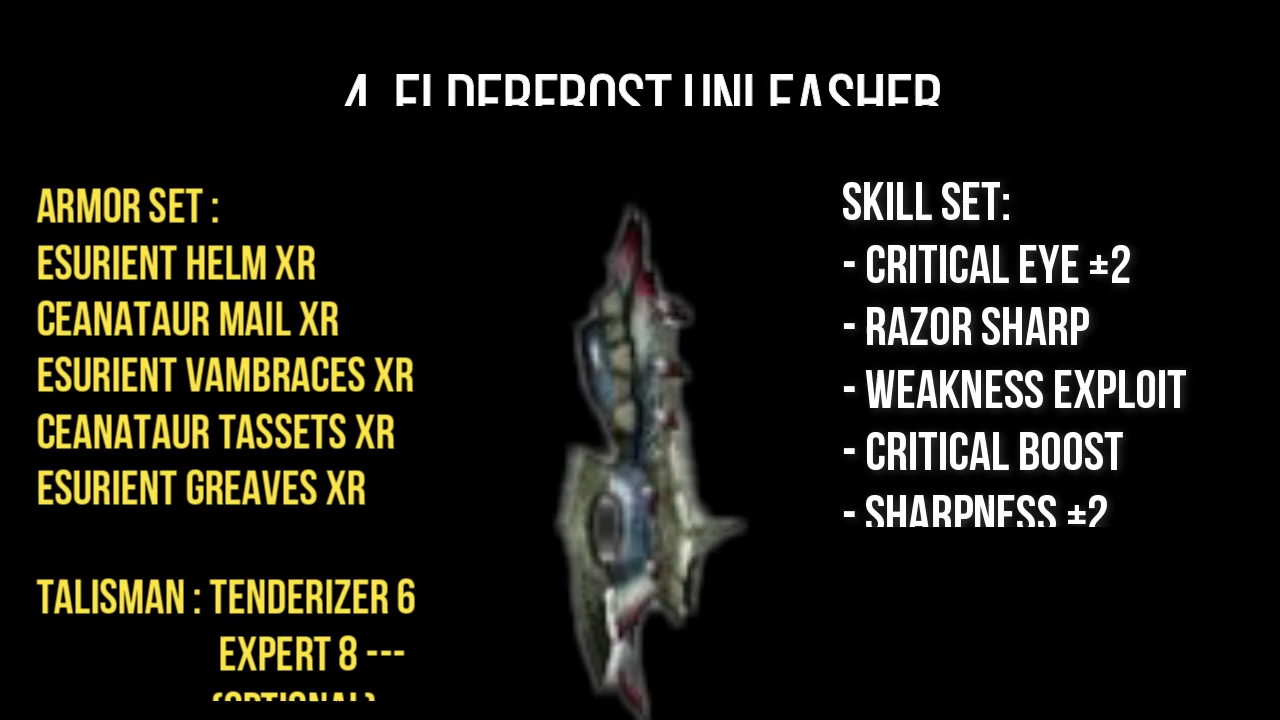 4. ELDERFROST UNLEASHER
ARMOR SET :
ESURIENT HELM XR
CEANATAUR MAIL XR
ESURIENT VAMBRACES XR
CEANATAUR TASSETS XR
ESURIENT GREAVES XR
TALISMAN : TENDERIZER 6
EXPERT 8 ---
(OPTIONAL)
SKILL SET:
- CRITICAL EYE ±2
- RAZOR SHARP
- WEAKNESS EXPLOIT
- CRITICAL BOOST
- SHARPNESS ±2